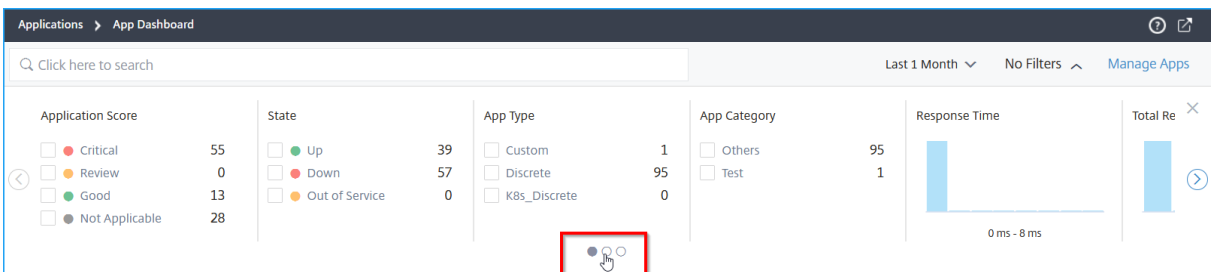 Applications > App Dashboard
Click here to search
Last 1 Month
No Filters
Manage Apps
Application Score
Critical 55
Review 0
Good 13
Not Applicable 28
State
Up 39
Down 57
Out of Service 0
App Type
Custom 1
Discrete 95
K8s_Discrete 0
App Category
Others 95
Test 1
Response Time
0 ms - 8 ms
Total Re